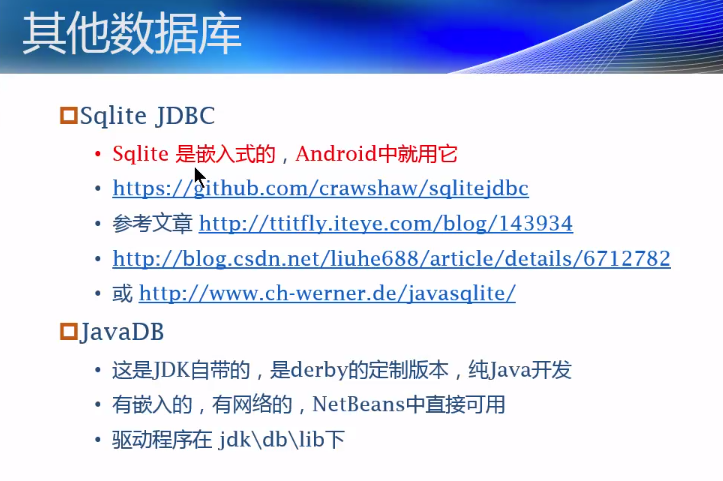 其他数据库
Sqlite JDBC
• Sqlite 是嵌入式的，Android中就用它
• https://github.com/crawshaw/sqlitejdbc
• 参考文章 http://ttitfly.iteye.com/blog/143934
• http://blog.csdn.net/liuhe688/article/details/6712782
• 或 http://www.ch-werner.de/javasqlite/
JavaDB
• 这是JDK自带的，是derby的定制版本，纯Java开发
• 有嵌入的，有网络的，NetBeans中直接可用
• 驱动程序在 jdk\db\lib下